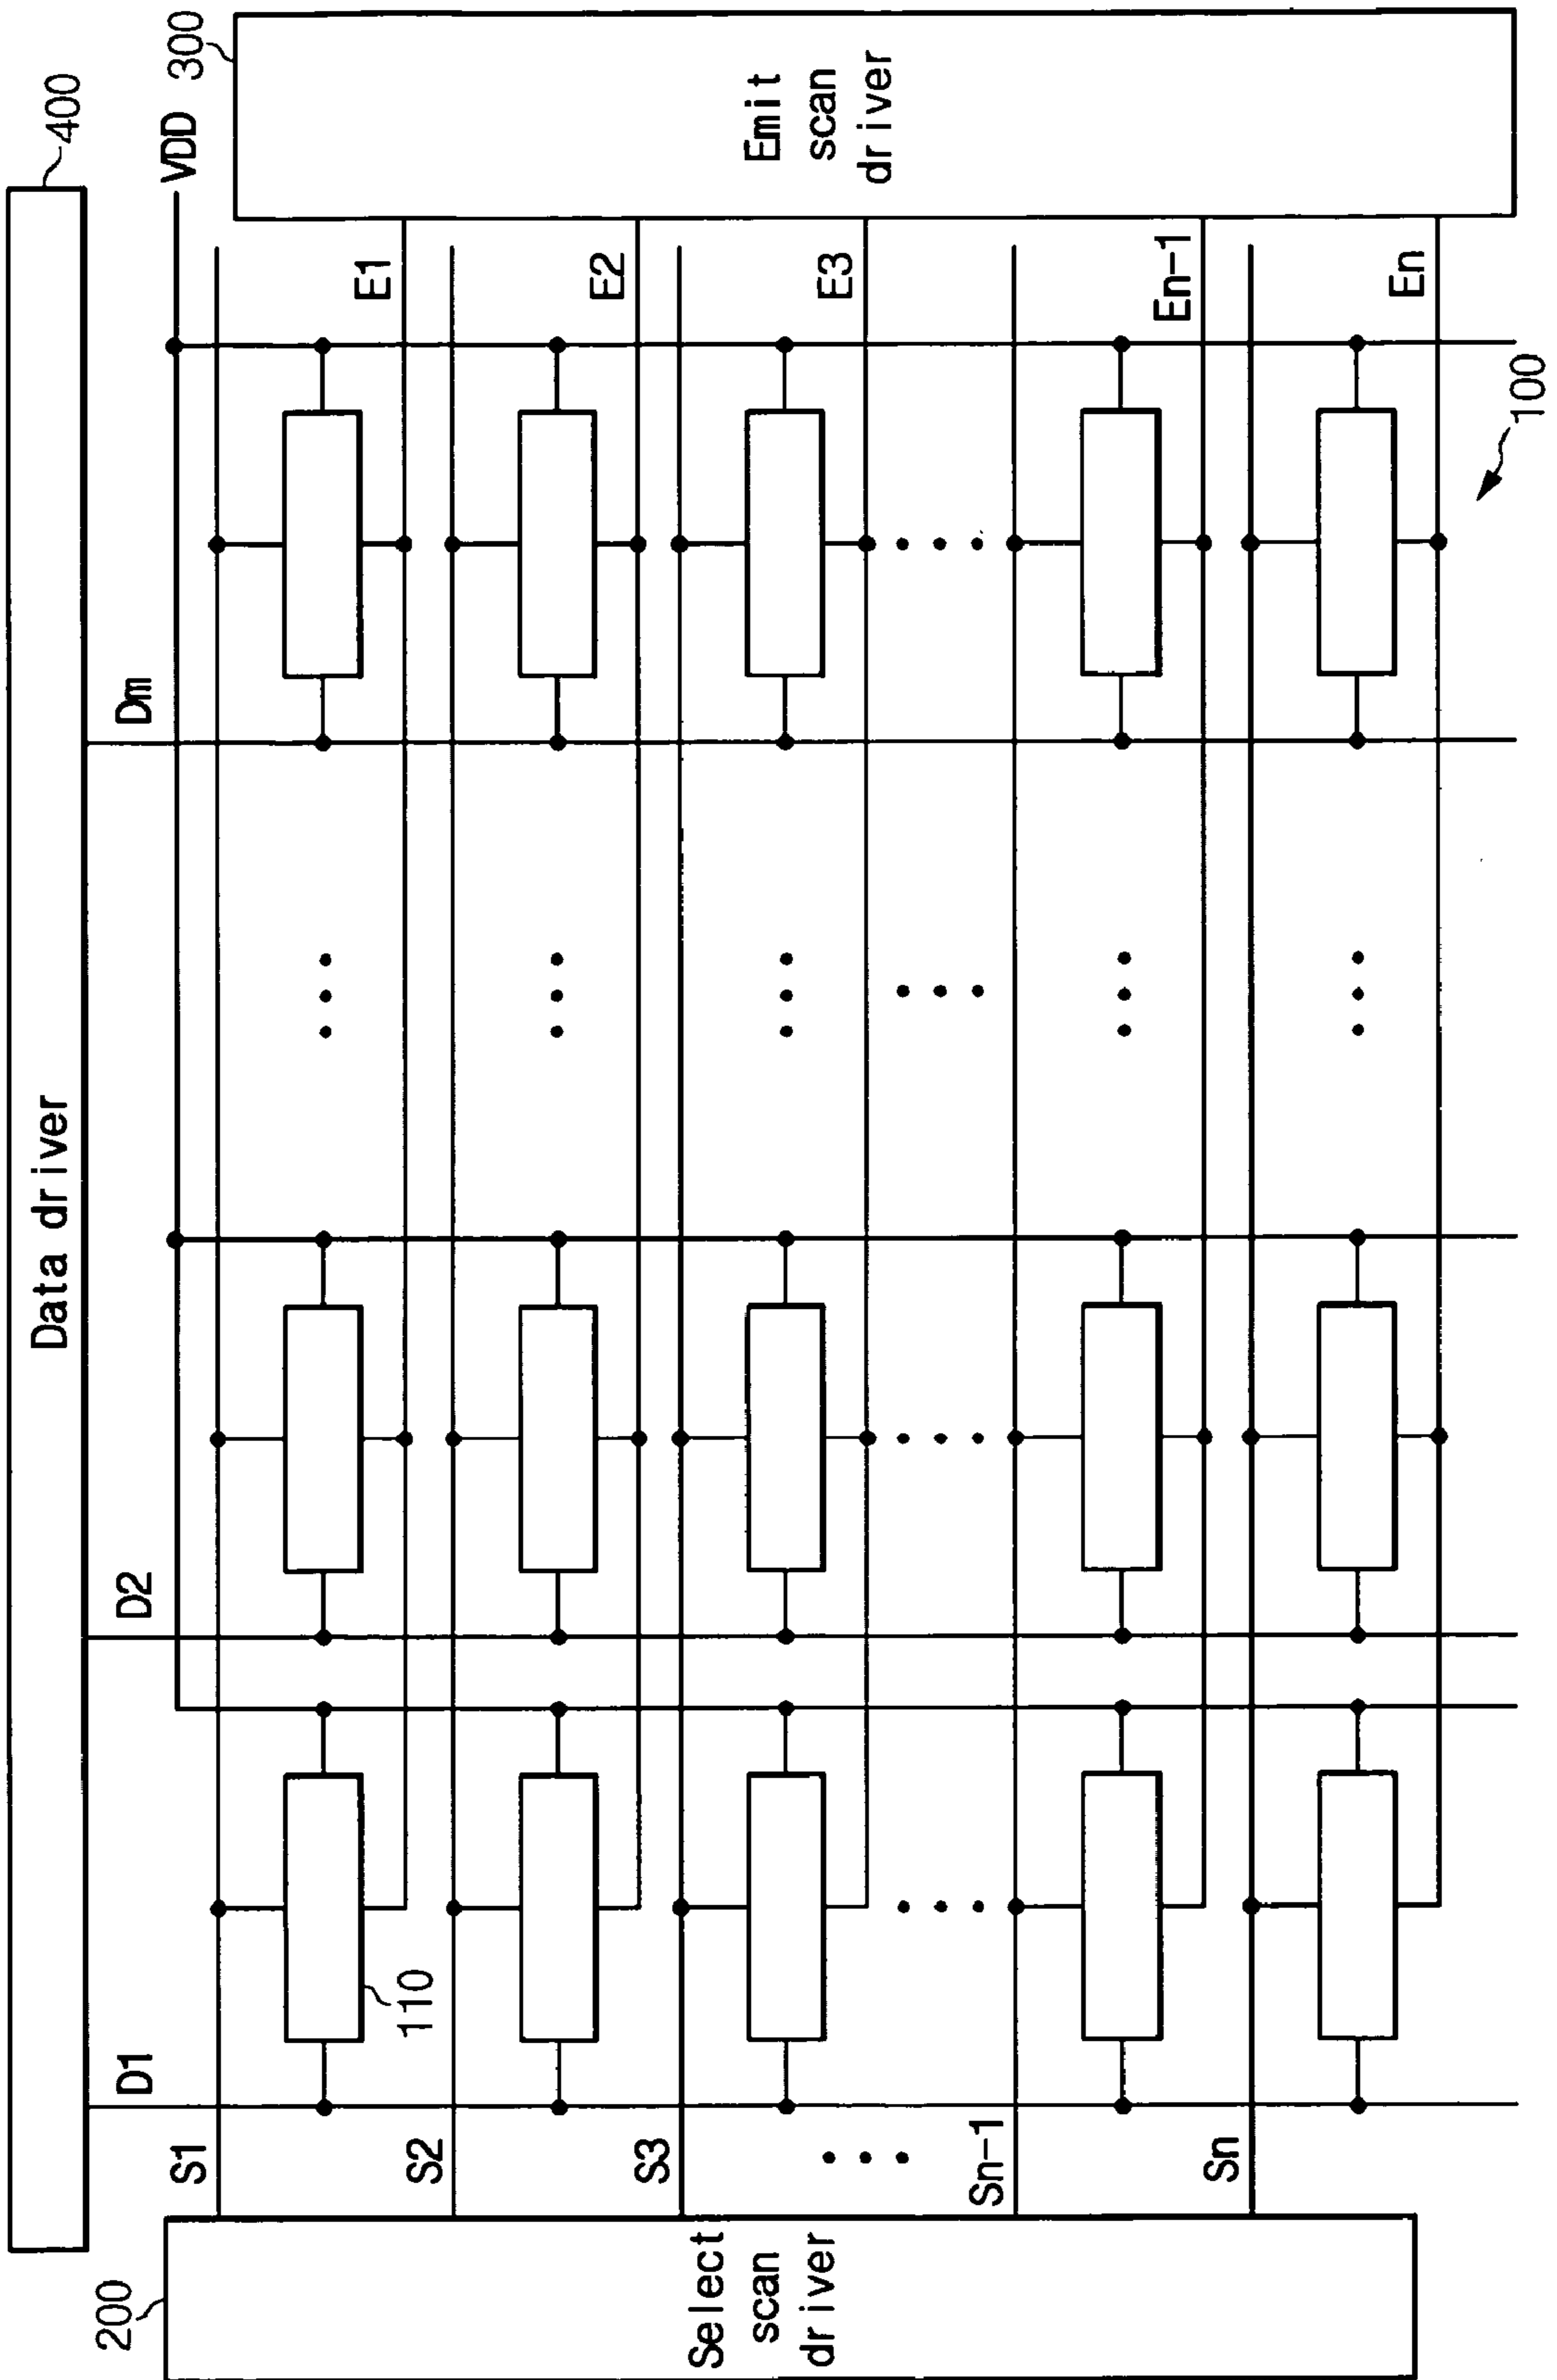 400
Data driver
VDD
300
D1
D2
Dm
200
Select
scan
driver
S1
S2
S3
Sn-1
Sn
110
E1
E2
E3
En-1
En
Emit
scan
driver
100